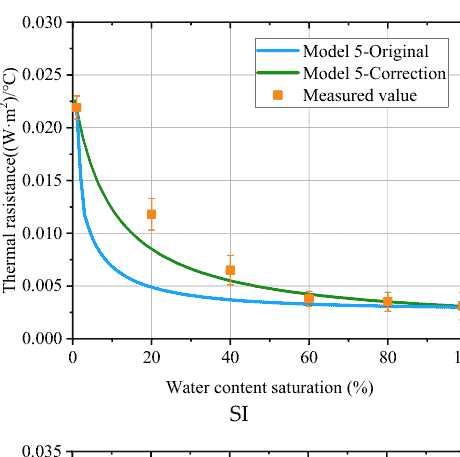 0.030
Model 5-Original
Model 5-Correction
Measured value
0.025
0.020
0.015
0.010
0.005
0.000
Thermal rasistance((W·m²)/°C)
0 20 40 60 80
Water content saturation (%)
SI
0.035